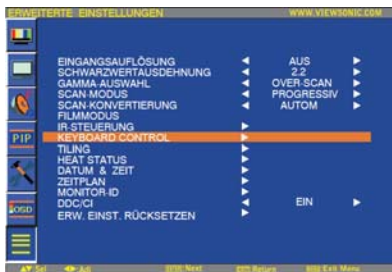 ERWEITERTE EINSTELLUNGEN WWW.VIEWSONIC.COM
EINGANGSAUFLÖSUNG
SCHWARZWERTAUSDEHNUNG AUS
GAMMA-AUSWAHL 2.2
SCAN-MODUS OVER-SCAN
SCAN-KONVERTIERUNG PROGRESSIV
FILMMODUS AUTOM
IR-STEUERUNG
KEYBOARD CONTROL
TILING
HEAT STATUS
DATUM & ZEIT
ZEITPLAN
MONITOR-ID
DDC/CI EIN
ERW. EINST. RÜCKSETZEN
PIP
OSD
Sel Adj Next Return Exit Menu